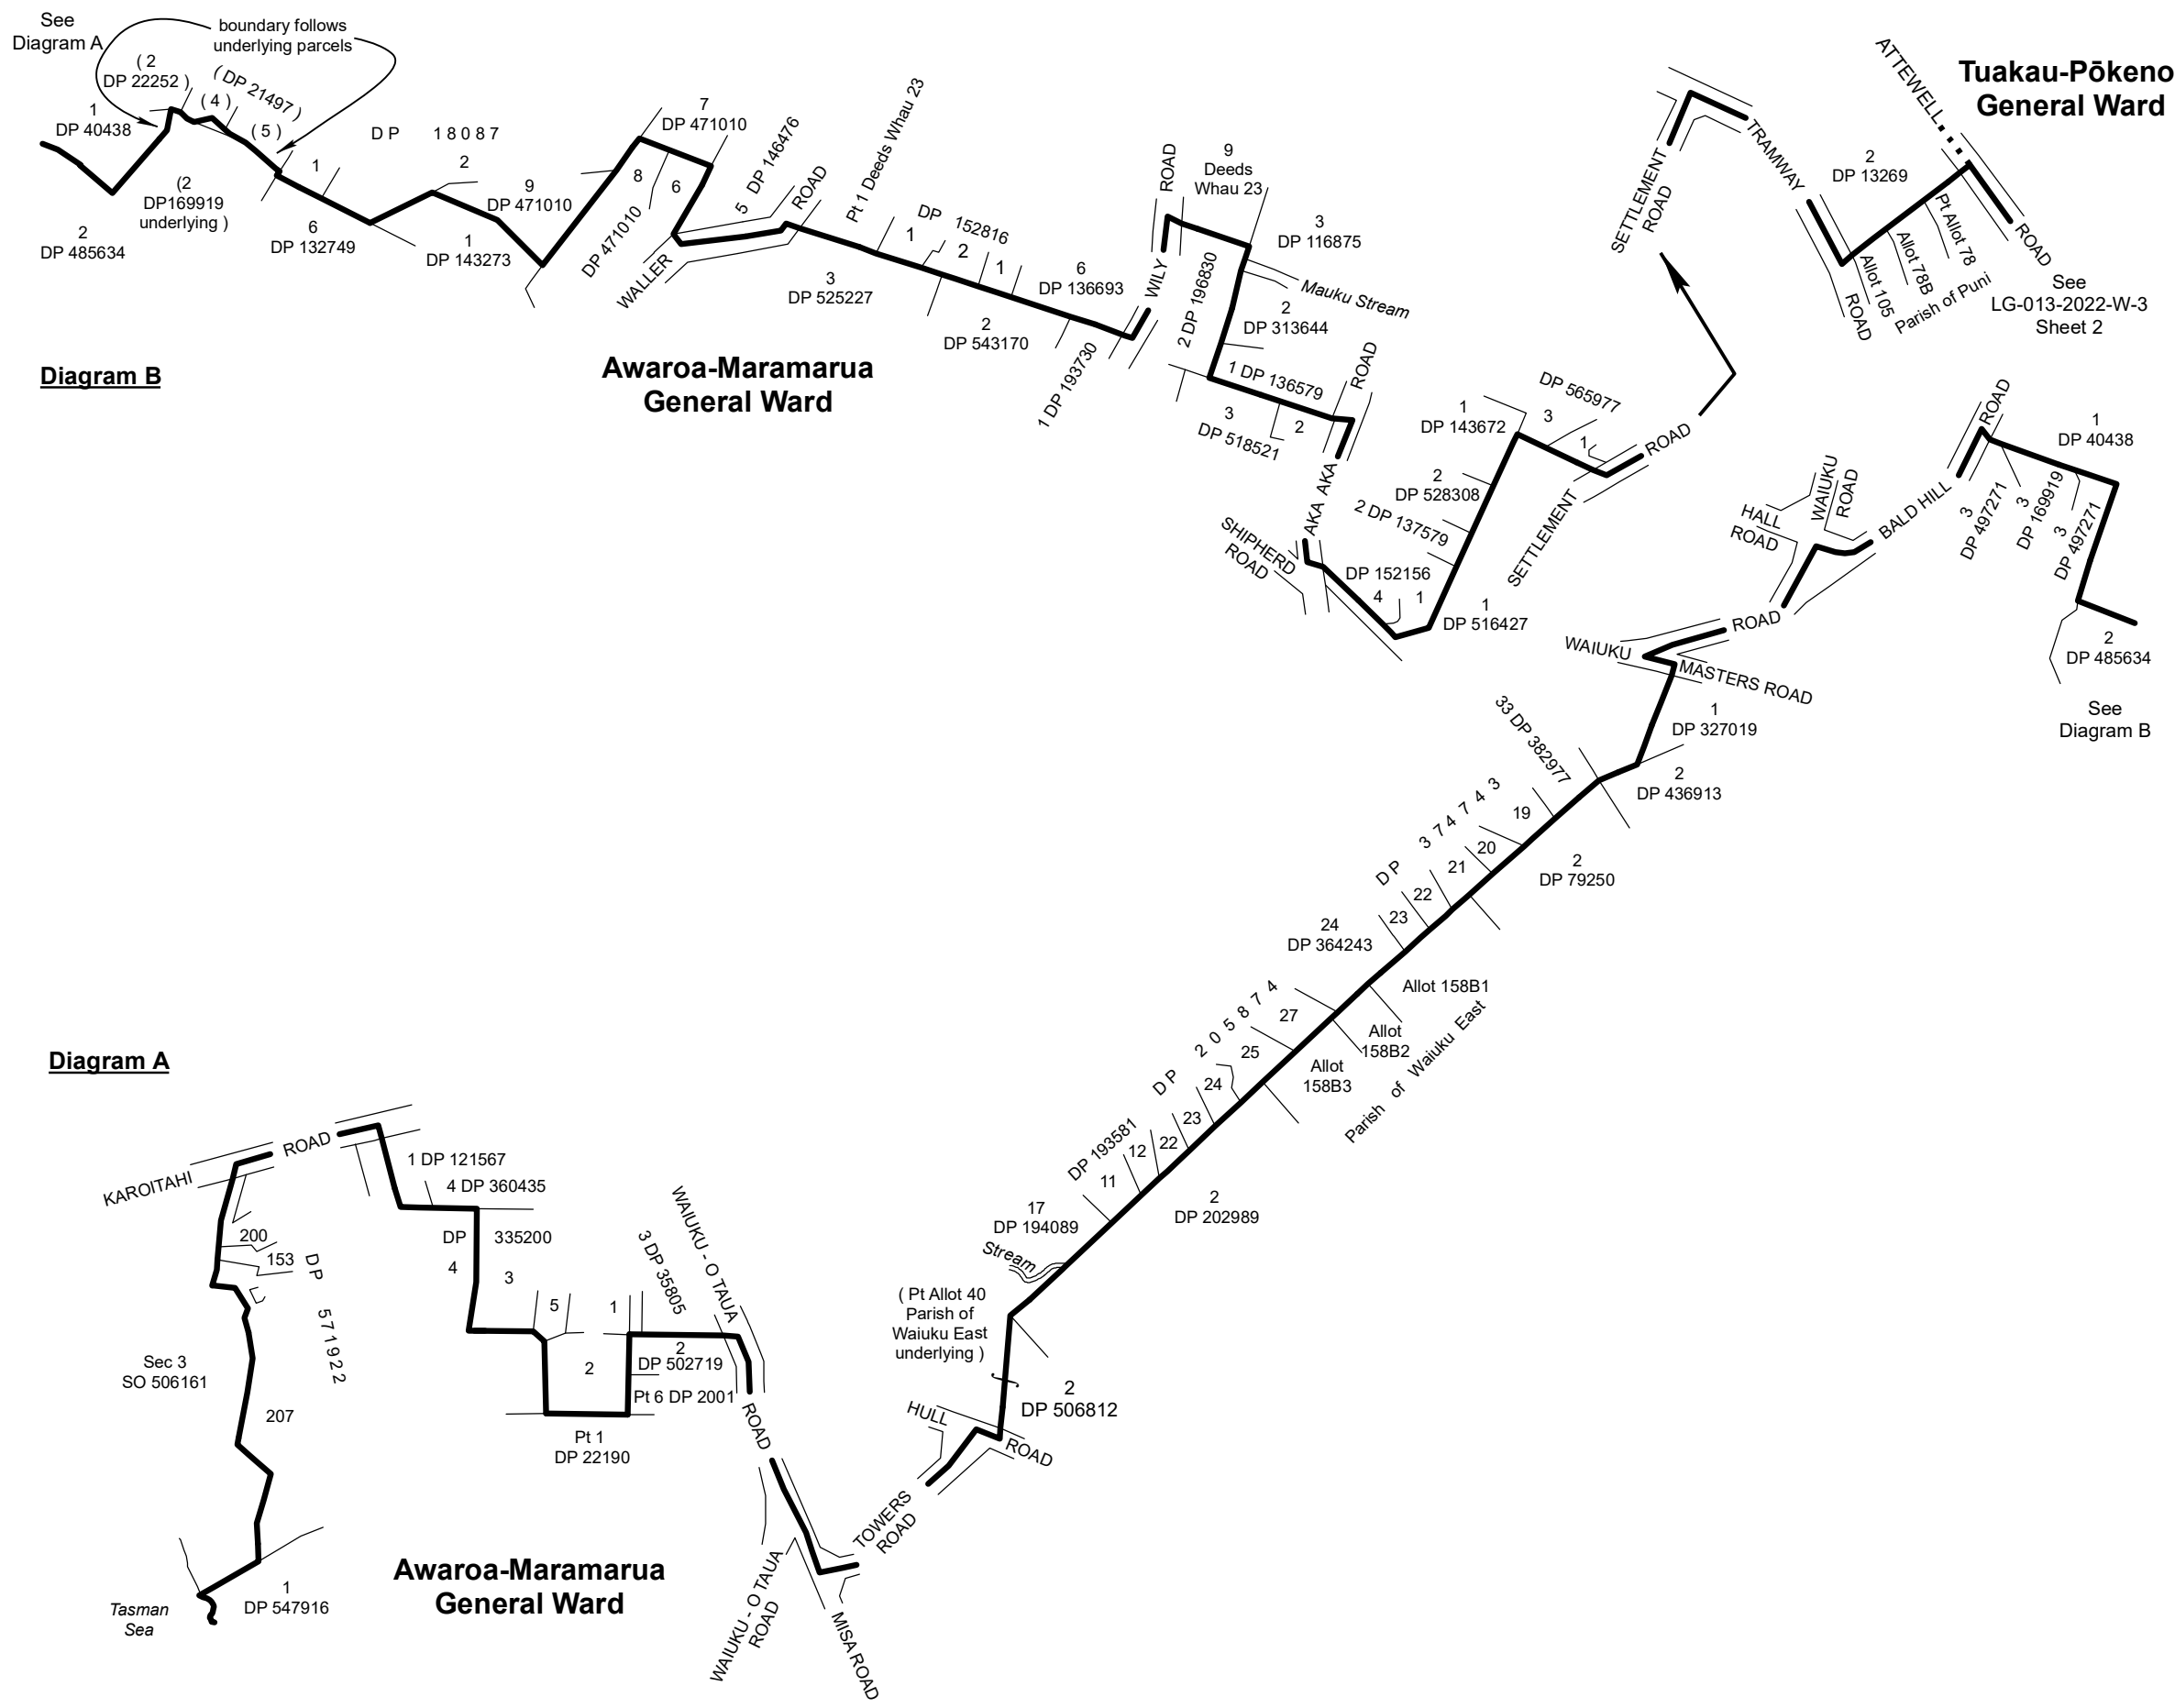 See
Diagram A
boundary follows
underlying parcels
( 2
DP 22252 )
( DP 21497 )
( 4 )
( 5 )
1
DP 40438
(2
DP169919
underlying )
2
DP 485634
DP 18087
1
2
6
DP 132749
1
DP 143273
9
DP 471010
8
DP 471010
7
DP 471010
6
5 DP 146476
WALLER
ROAD
Pt 1 Deeds Whau 23
3
DP 525227
DP 152816
1
2
1
2
DP 543170
6
DP 136693
1 DP 193730
WILY
ROAD
9
Deeds
Whau 23
2 DP 196830
3
DP 116875
Mauku Stream
2
DP 313644
1 DP 136579
3
DP 518521
2
ROAD
AKA AKA
SHIPHERD
ROAD
DP 152156
4
1
1
DP 516427
2 DP 137579
2
DP 528308
1
DP 143672
3
DP 565977
1
SETTLEMENT
ROAD
SETTLEMENT
ROAD
TRAMWAY
ROAD
ATTEWELL
ROAD
2
DP 13269
Allot 105
Allot 78B
Pt Allot 78
Parish of Puni
Tuakau-Pōkeno
General Ward
See
LG-013-2022-W-3
Sheet 2
Diagram B
Awaroa-Maramarua
General Ward
ROAD
BALD HILL
WAIUKU
ROAD
HALL
ROAD
1
DP 40438
3
DP 497271
3
DP 169919
3
DP 497271
2
DP 485634
See
Diagram B
WAIUKU
ROAD
MASTERS ROAD
1
DP 327019
2
DP 436913
33 DP 382977
DP 374743
19
20
21
22
23
2
DP 79250
24
DP 364243
Allot 158B1
Allot
158B2
Allot
158B3
Parish of Waiuku East
DP 205874
27
25
24
23
22
DP 193581
12
11
2
DP 202989
17
DP 194089
Stream
( Pt Allot 40
Parish of
Waiuku East
underlying )
2
DP 506812
HULL
ROAD
TOWERS
ROAD
Diagram A
KAROITAHI
ROAD
1 DP 121567
4 DP 360435
DP 335200
4
3
5
1
2
3 DP 35805
2
DP 502719
Pt 6 DP 2001
Pt 1
DP 22190
WAIUKU - O TAUA
ROAD
200
153
DP 571922
Sec 3
SO 506161
207
1
DP 547916
Tasman
Sea
Awaroa-Maramarua
General Ward
WAIUKU - O TAUA
ROAD
MISA ROAD